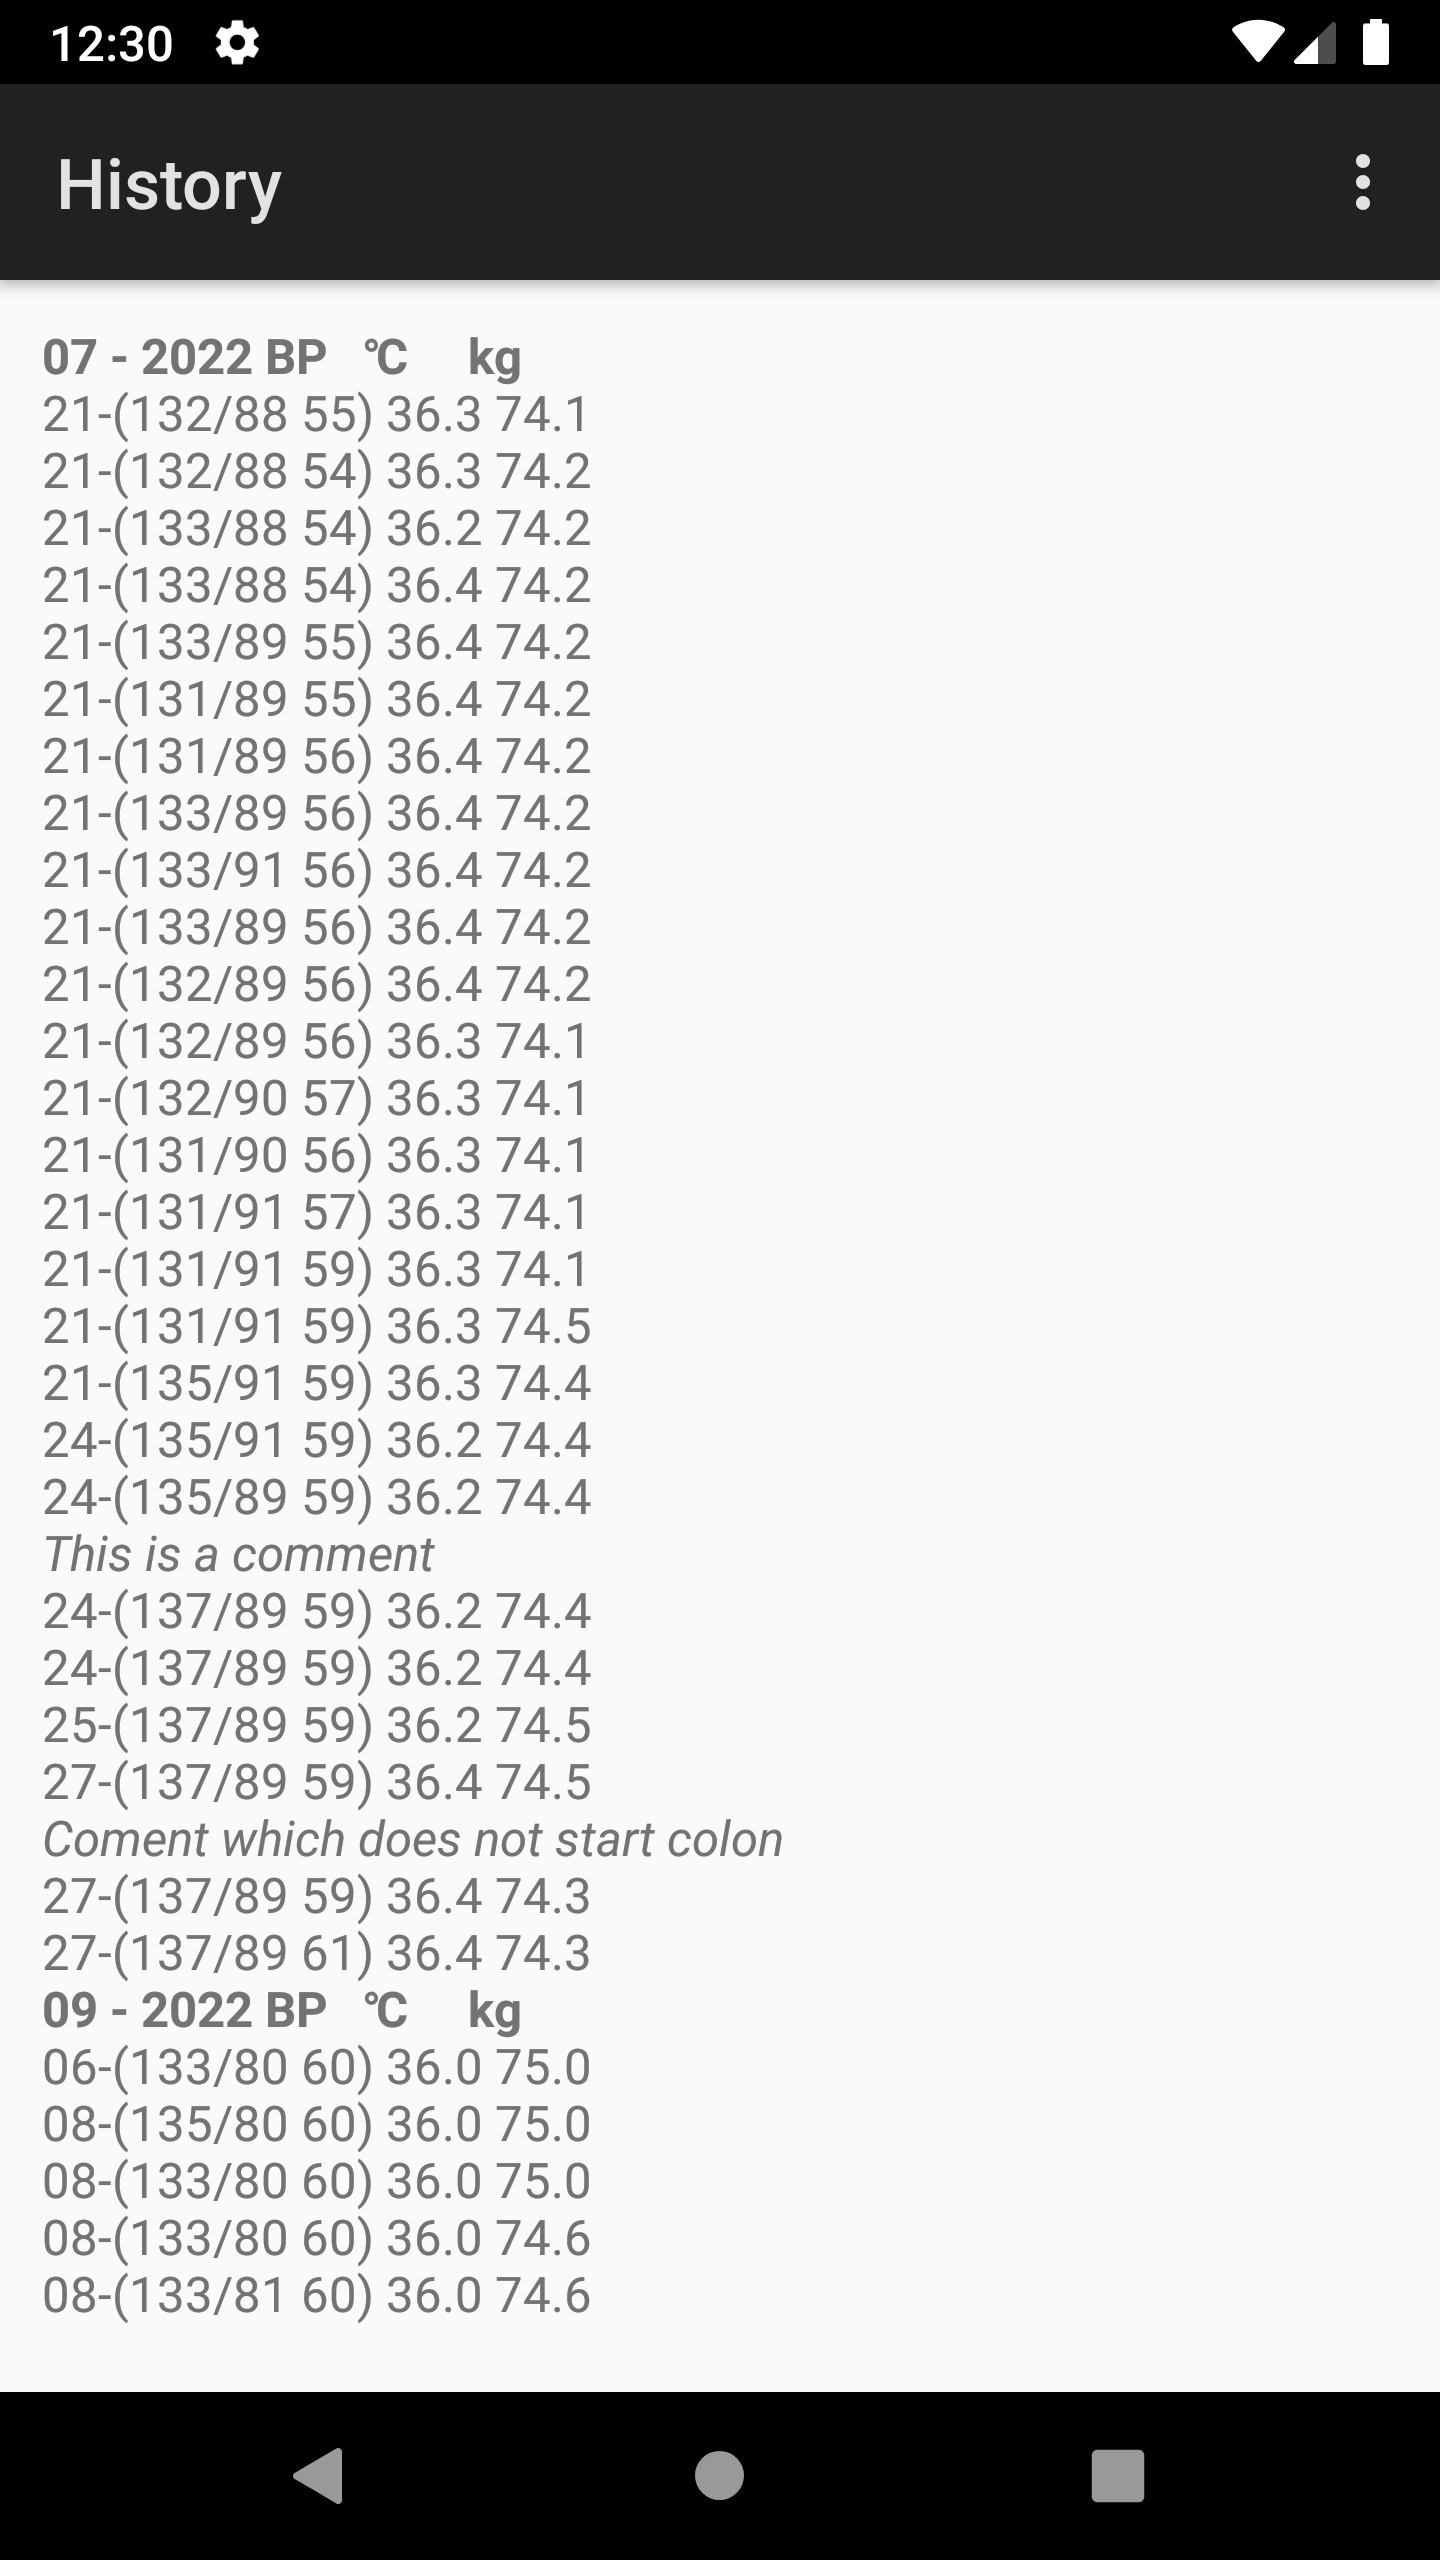 12:30
History
07 - 2022 BP ℃ kg
21-(132/88 55) 36.3 74.1
21-(132/88 54) 36.3 74.2
21-(133/88 54) 36.2 74.2
21-(133/88 54) 36.4 74.2
21-(133/89 55) 36.4 74.2
21-(131/89 55) 36.4 74.2
21-(131/89 56) 36.4 74.2
21-(133/89 56) 36.4 74.2
21-(133/91 56) 36.4 74.2
21-(133/89 56) 36.4 74.2
21-(132/89 56) 36.4 74.2
21-(132/89 56) 36.3 74.1
21-(132/90 57) 36.3 74.1
21-(131/90 56) 36.3 74.1
21-(131/91 57) 36.3 74.1
21-(131/91 59) 36.3 74.1
21-(131/91 59) 36.3 74.5
21-(135/91 59) 36.3 74.4
24-(135/91 59) 36.2 74.4
24-(135/89 59) 36.2 74.4
This is a comment
24-(137/89 59) 36.2 74.4
24-(137/89 59) 36.2 74.4
25-(137/89 59) 36.2 74.5
27-(137/89 59) 36.4 74.5
Coment which does not start colon
27-(137/89 59) 36.4 74.3
27-(137/89 61) 36.4 74.3
09 - 2022 BP ℃ kg
06-(133/80 60) 36.0 75.0
08-(135/80 60) 36.0 75.0
08-(133/80 60) 36.0 75.0
08-(133/80 60) 36.0 74.6
08-(133/81 60) 36.0 74.6